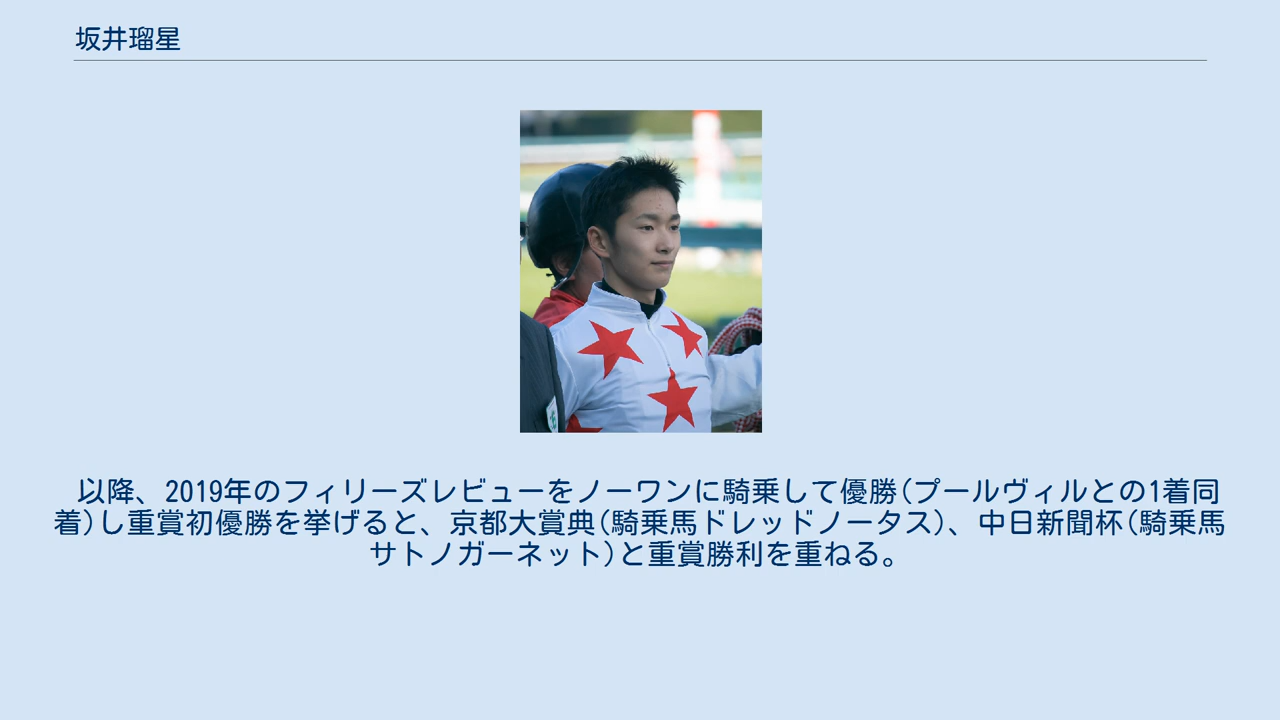 坂井瑠星
以降、2019年のフィリーズレビューをノーワンに騎乗して優勝(プールヴィルとの1着同
着)し重賞初優勝を挙げると、京都大賞典(騎乗馬ドレッドノータス)、中日新聞杯(騎乗馬
サトノガーネット)と重賞勝利を重ねる。